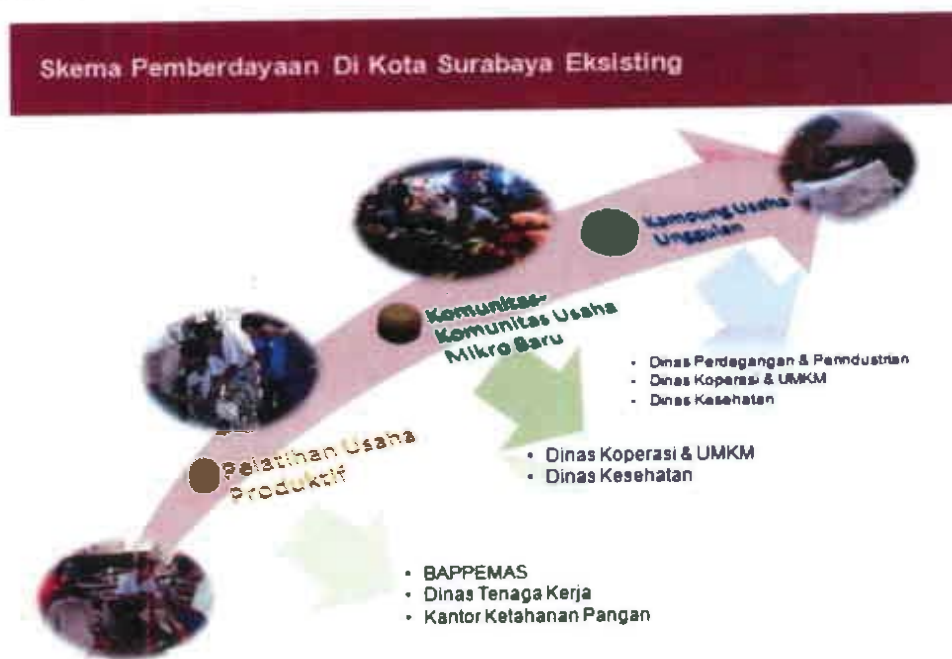 Skema Pemberdayaan Di Kota Surabaya Eksisting
Kampung Usaha
Unggulan
Komunitas-
Komunitas Usaha
Mikro Baru
• Dinas Perdagangan & Perindustrian
• Dinas Koperasi & UMKM
• Dinas Kesehatan
• Dinas Koperasi & UMKM
• Dinas Kesehatan
Pelatihan Usaha
Produktif
• BAPPEMAS
• Dinas Tenaga Kerja
• Kantor Ketahanan Pangan